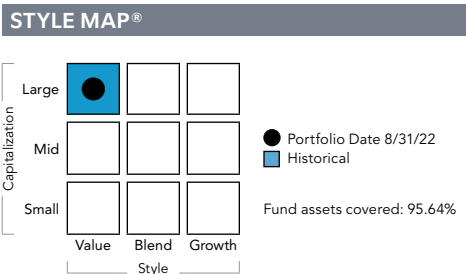 STYLE MAP®
Large
Mid
Small
Capitalization
Value Blend Growth
Style
Portfolio Date 8/31/22
Historical
Fund assets covered: 95.64%